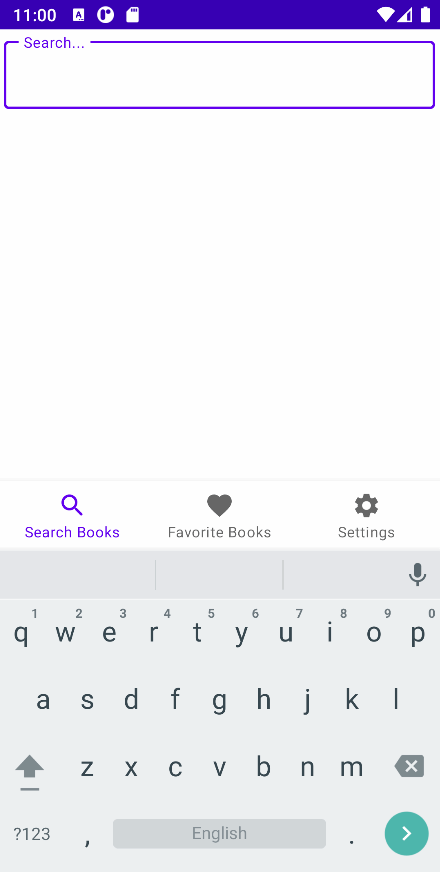 11:00
Search...
Search Books
Favorite Books
Settings
1 2 3 4 5 6 7 8 9 0
q w e r t y u i o p
a s d f g h j k l
z x c v b n m
?123 , English .